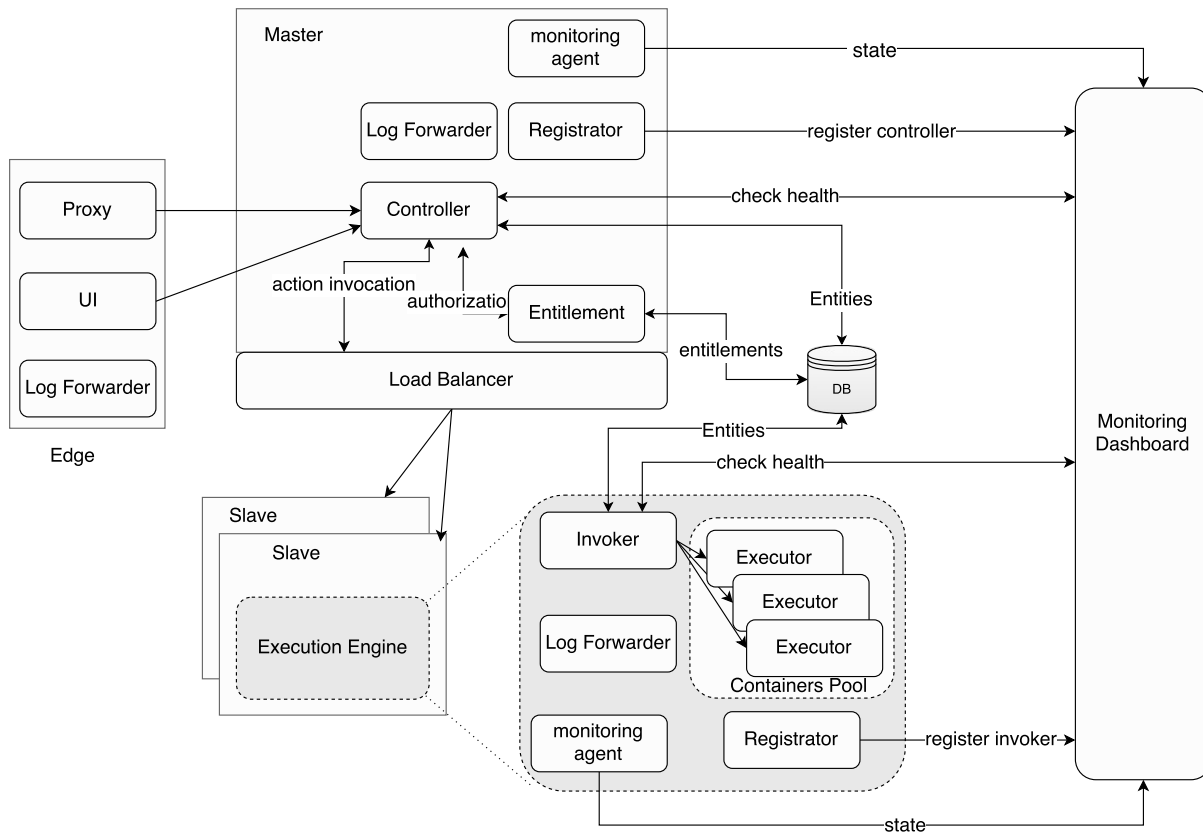 Master
monitoring
agent
state
Log Forwarder
Registrator
register controller
Proxy
Controller
check health
UI
action invocation
authorizatio
Entitlement
Entities
entitlements
Log Forwarder
Load Balancer
DB
Edge
Entities
check health
Monitoring
Dashboard
Slave
Slave
Invoker
Executor
Executor
Execution Engine
Log Forwarder
Executor
Containers Pool
monitoring
agent
Registrator
register invoker
state